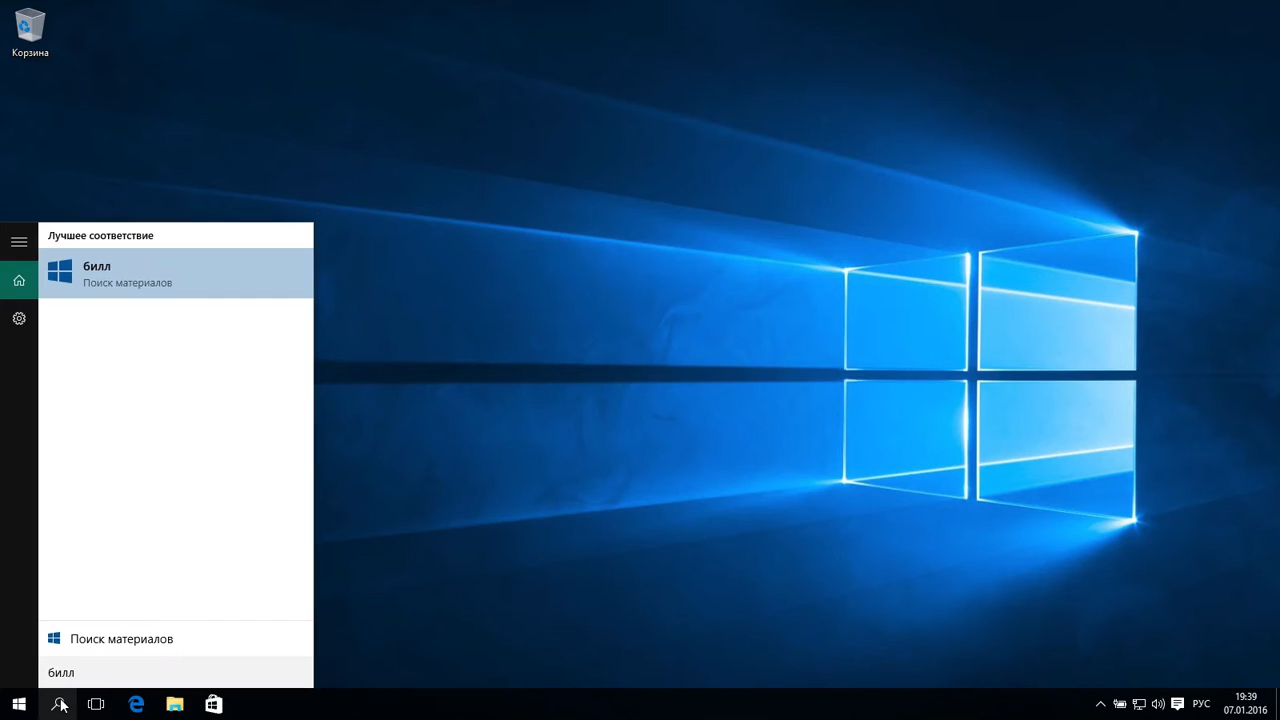 Корзина
Лучшее соответствие
билл
Поиск материалов
Поиск материалов
билл
РУС
19:39
07.01.2016